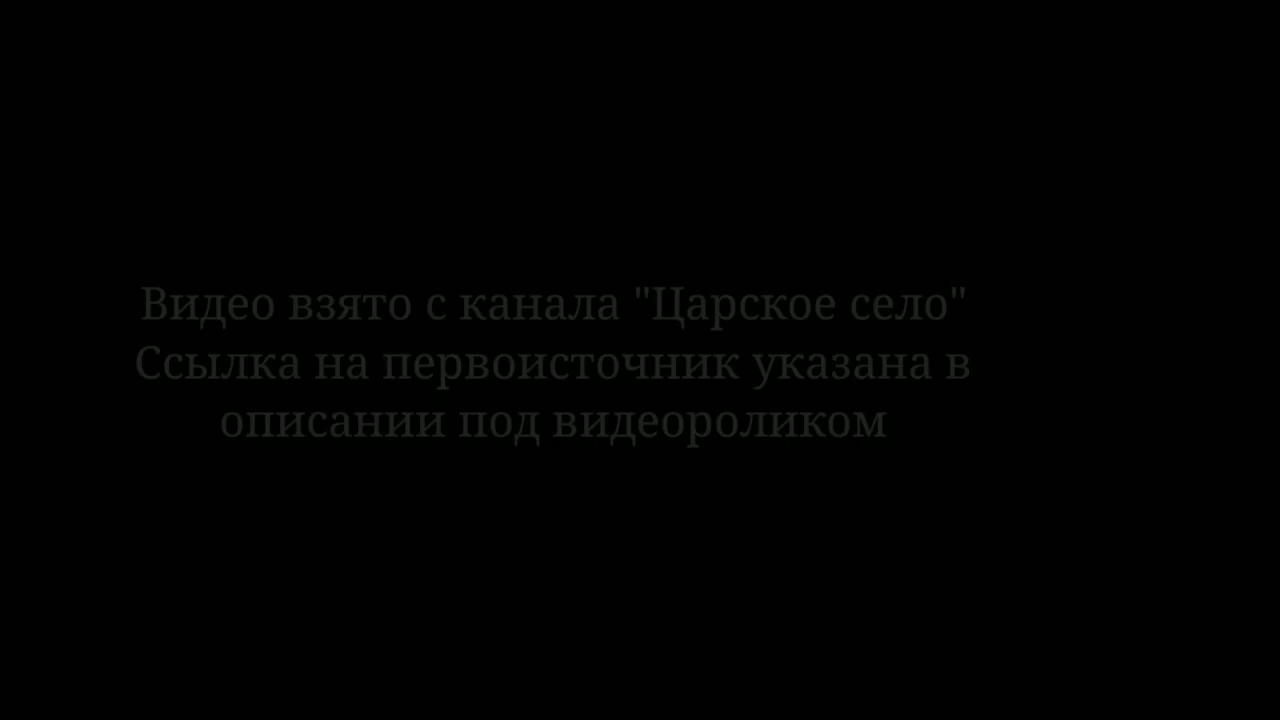 Видео взято с канала "Царское село"
Ссылка на первоисточник указана в
описании под видеороликом